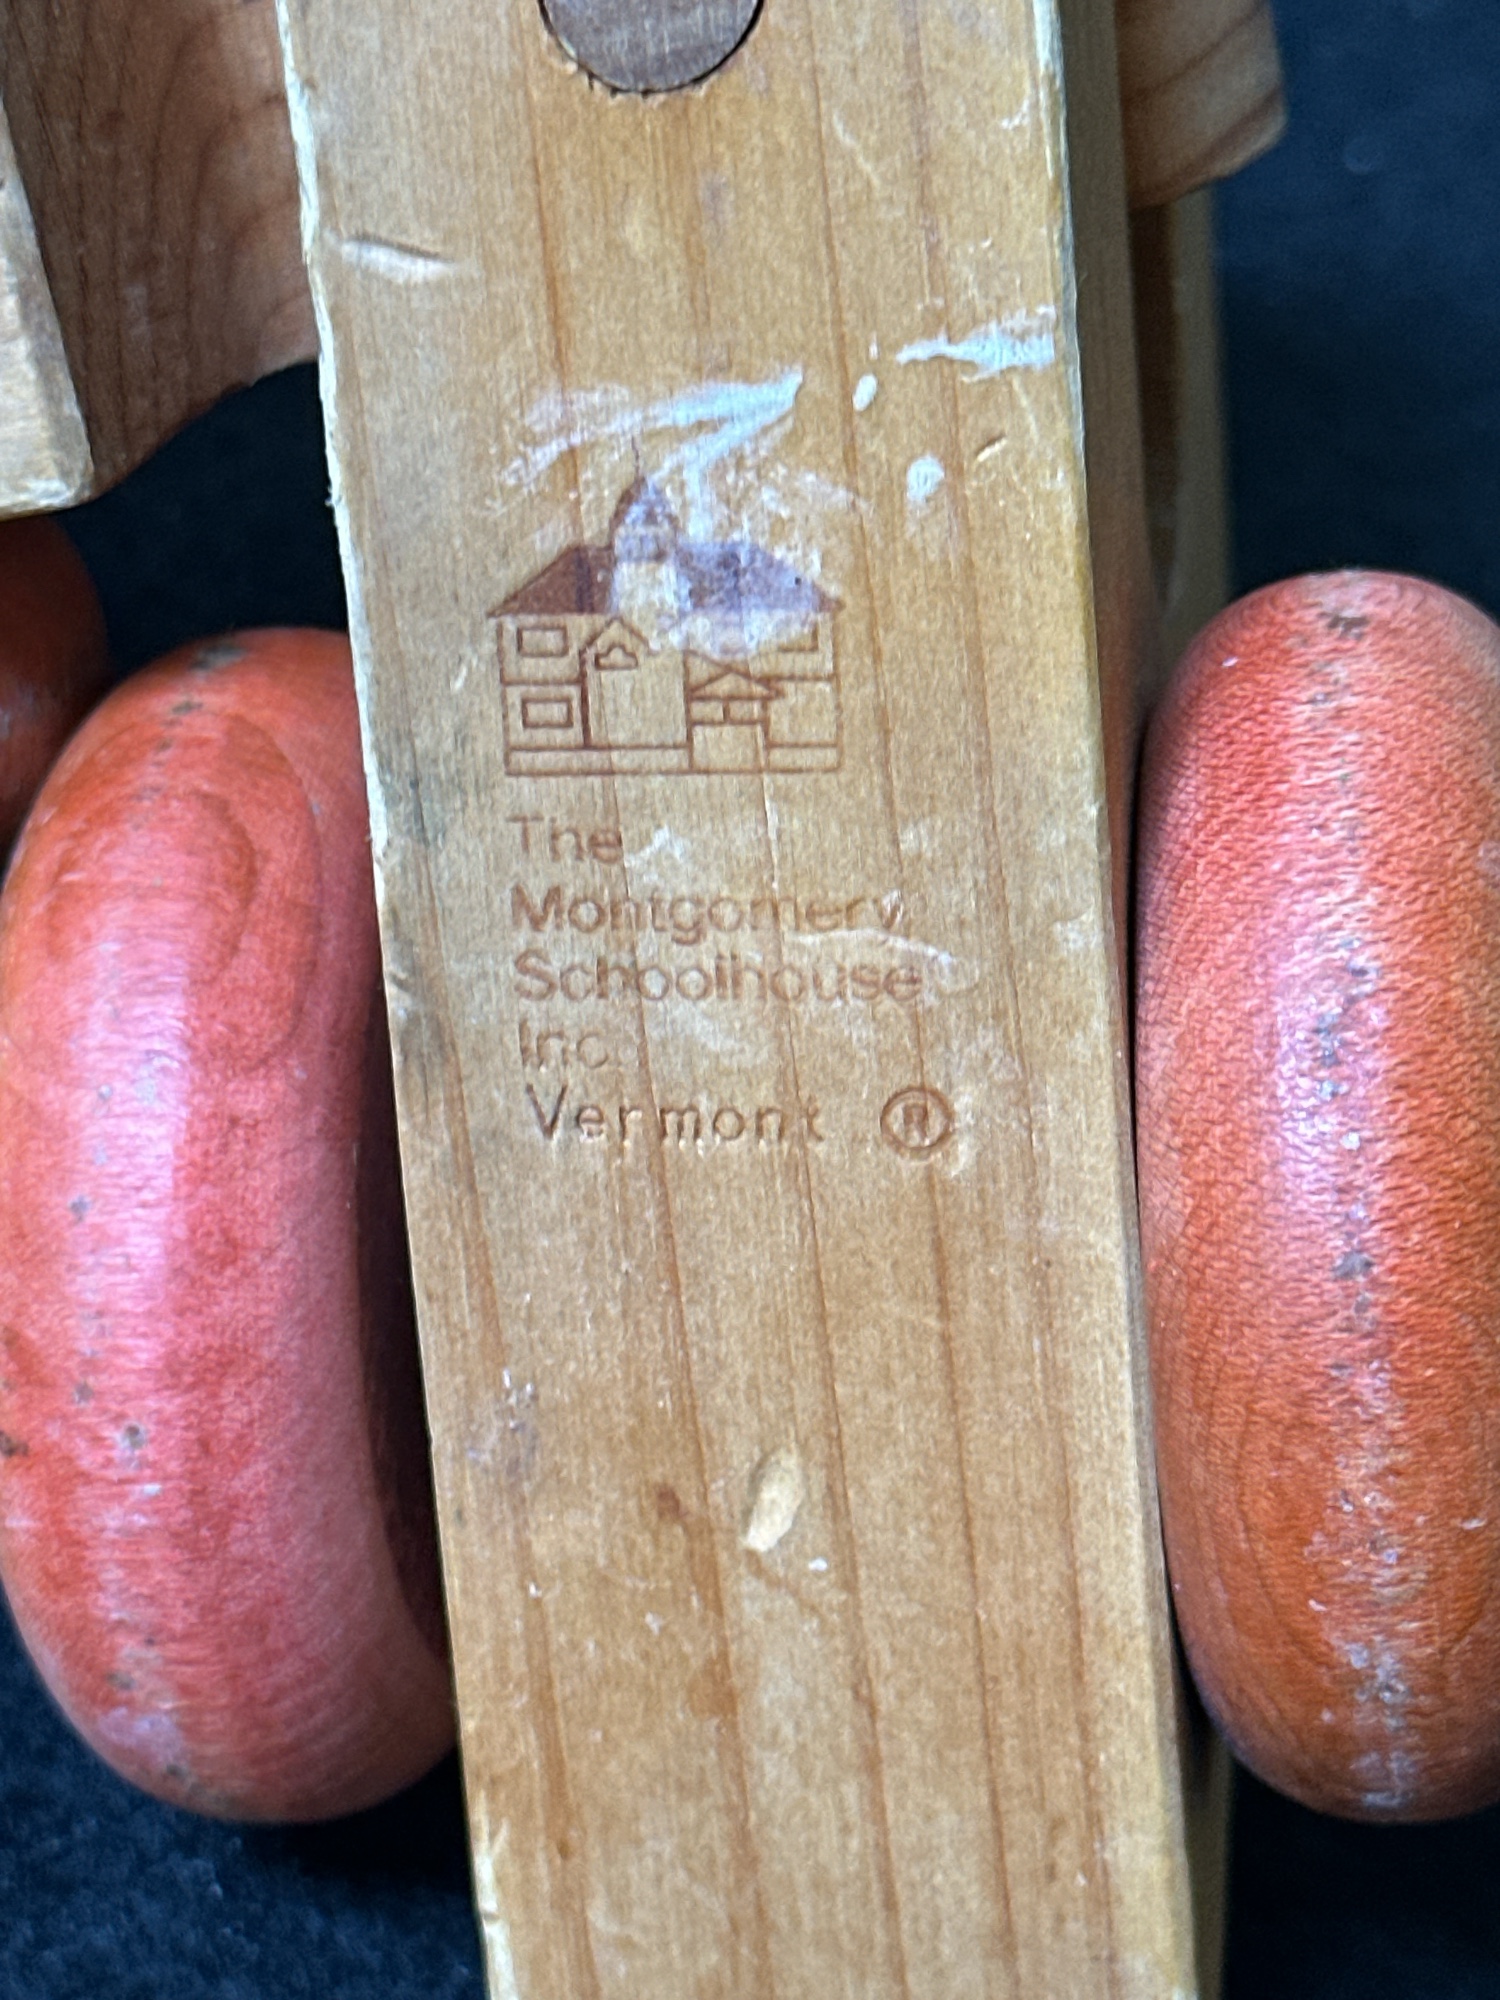 The
Montgomery
Schoolhouse
Inc.
Vermont ®